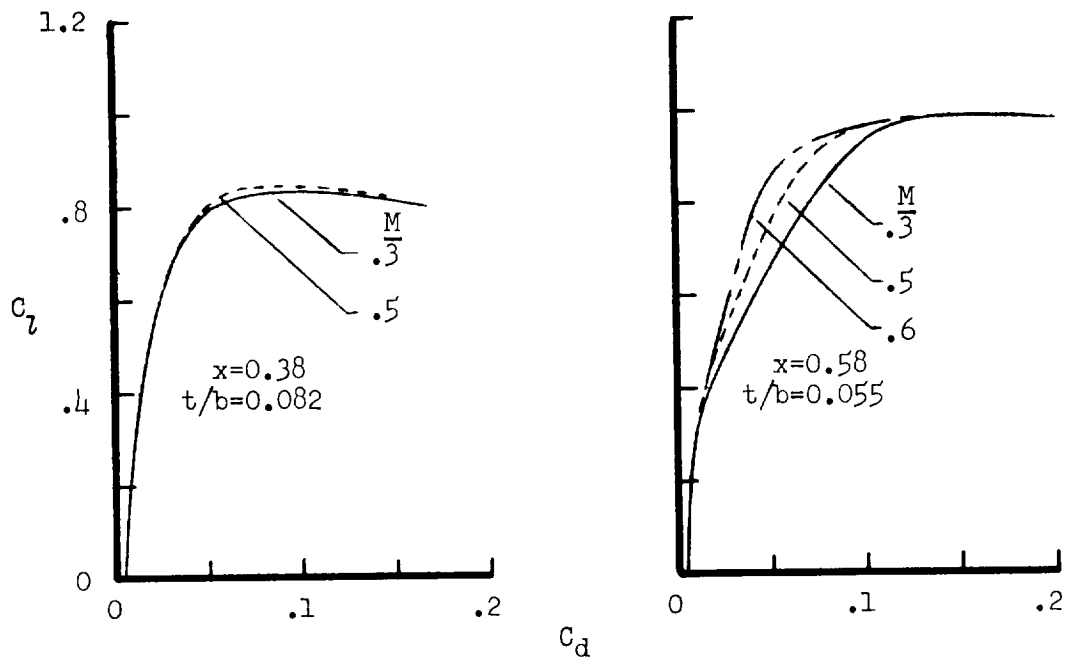 1.2
.8
.4
0
C_l
M
.3
.5
x=0.38
t/b=0.082
0
.1
.2
M
.3
.5
.6
x=0.58
t/b=0.055
0
.1
.2
C_d